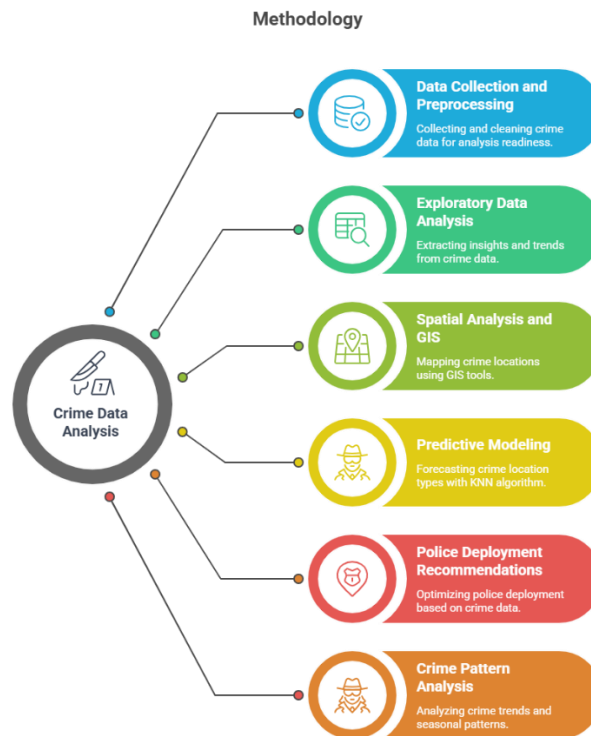 Methodology
Data Collection and
Preprocessing
Collecting and cleaning crime
data for analysis readiness.
Exploratory Data
Analysis
Extracting insights and trends
from crime data.
Spatial Analysis and
GIS
Mapping crime locations
using GIS tools.
Crime Data
Analysis
Predictive Modeling
Forecasting crime location
types with KNN algorithm.
Police Deployment
Recommendations
Optimizing police deployment
based on crime data.
Crime Pattern
Analysis
Analyzing crime trends and
seasonal patterns.